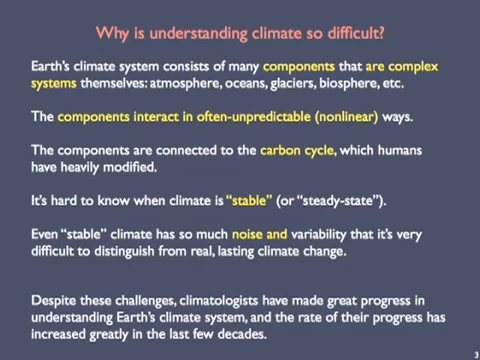 Why is understanding climate so difficult?
Earth's climate system consists of many components that are complex
systems themselves: atmosphere, oceans, glaciers, biosphere, etc.
The components interact in often-unpredictable (nonlinear) ways.
The components are connected to the carbon cycle, which humans
have heavily modified.
It's hard to know when climate is “stable” (or “steady-state”).
Even “stable” climate has so much noise and variability that it's very
difficult to distinguish from real, lasting climate change.
Despite these challenges, climatologists have made great progress in
understanding Earth's climate system, and the rate of their progress has
increased greatly in the last few decades.
3